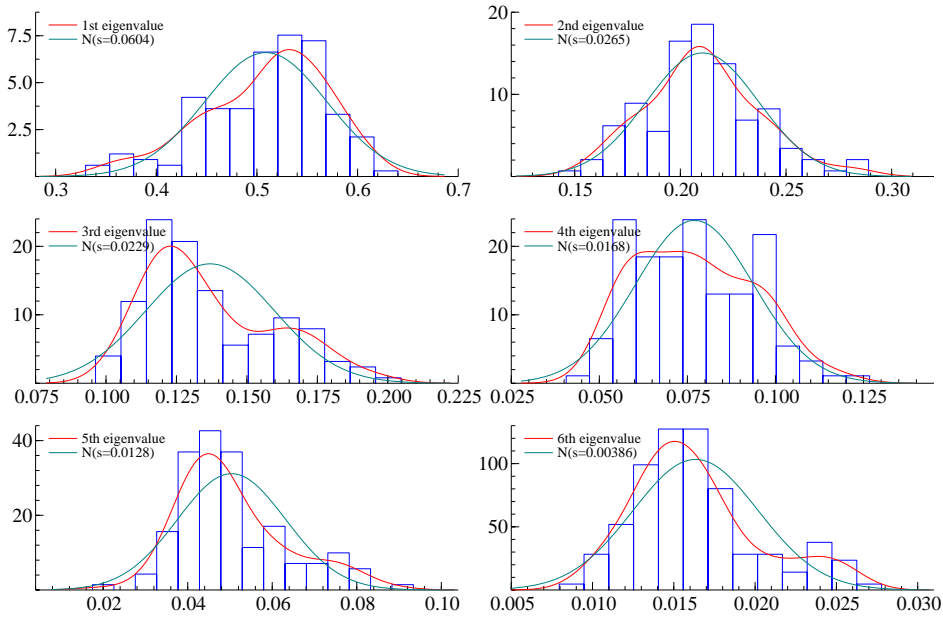 1st eigenvalue
N(s=0.0604)
7.5
5.0
2.5
0.3 0.4 0.5 0.6 0.7
2nd eigenvalue
N(s=0.0265)
20
10
0.15 0.20 0.25 0.30
3rd eigenvalue
N(s=0.0229)
20
10
0.075 0.100 0.125 0.150 0.175 0.200 0.225
4th eigenvalue
N(s=0.0168)
20
10
0.025 0.050 0.075 0.100 0.125
5th eigenvalue
N(s=0.0128)
40
20
0.02 0.04 0.06 0.08 0.10
6th eigenvalue
N(s=0.00386)
100
50
0.005 0.010 0.015 0.020 0.025 0.030